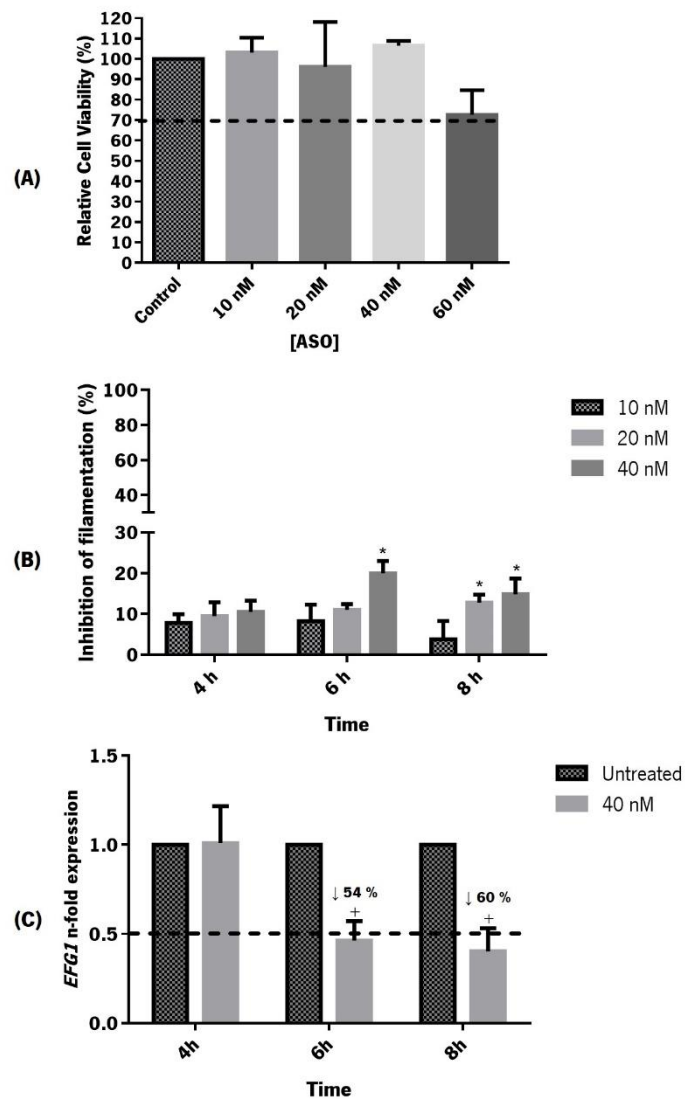 (A)
Relative Cell Viability (%)
120
110
100
90
80
70
60
50
40
30
20
10
0
Control
10 nM
20 nM
40 nM
60 nM
[ASO]
(B)
Inhibition of filamentation (%)
100
80
60
40
30
20
10
0
*
*
*
4 h
6 h
8 h
Time
10 nM
20 nM
40 nM
(C)
EFG1 n-fold expression
1.5
1.0
0.5
0.0
↓ 54 %
+
↓ 60 %
+
4h
6h
8h
Time
Untreated
40 nM